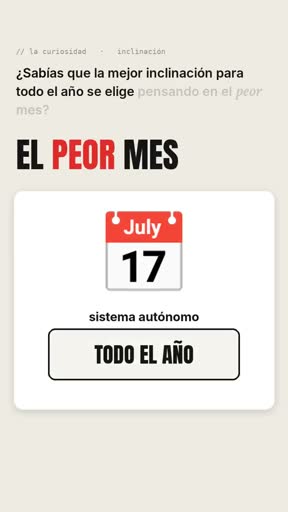 // la curiosidad · inclinación
¿Sabías que la mejor inclinación para
todo el año se elige pensando en el peor
mes?
EL PEOR MES
July
17
sistema autónomo
TODO EL AÑO